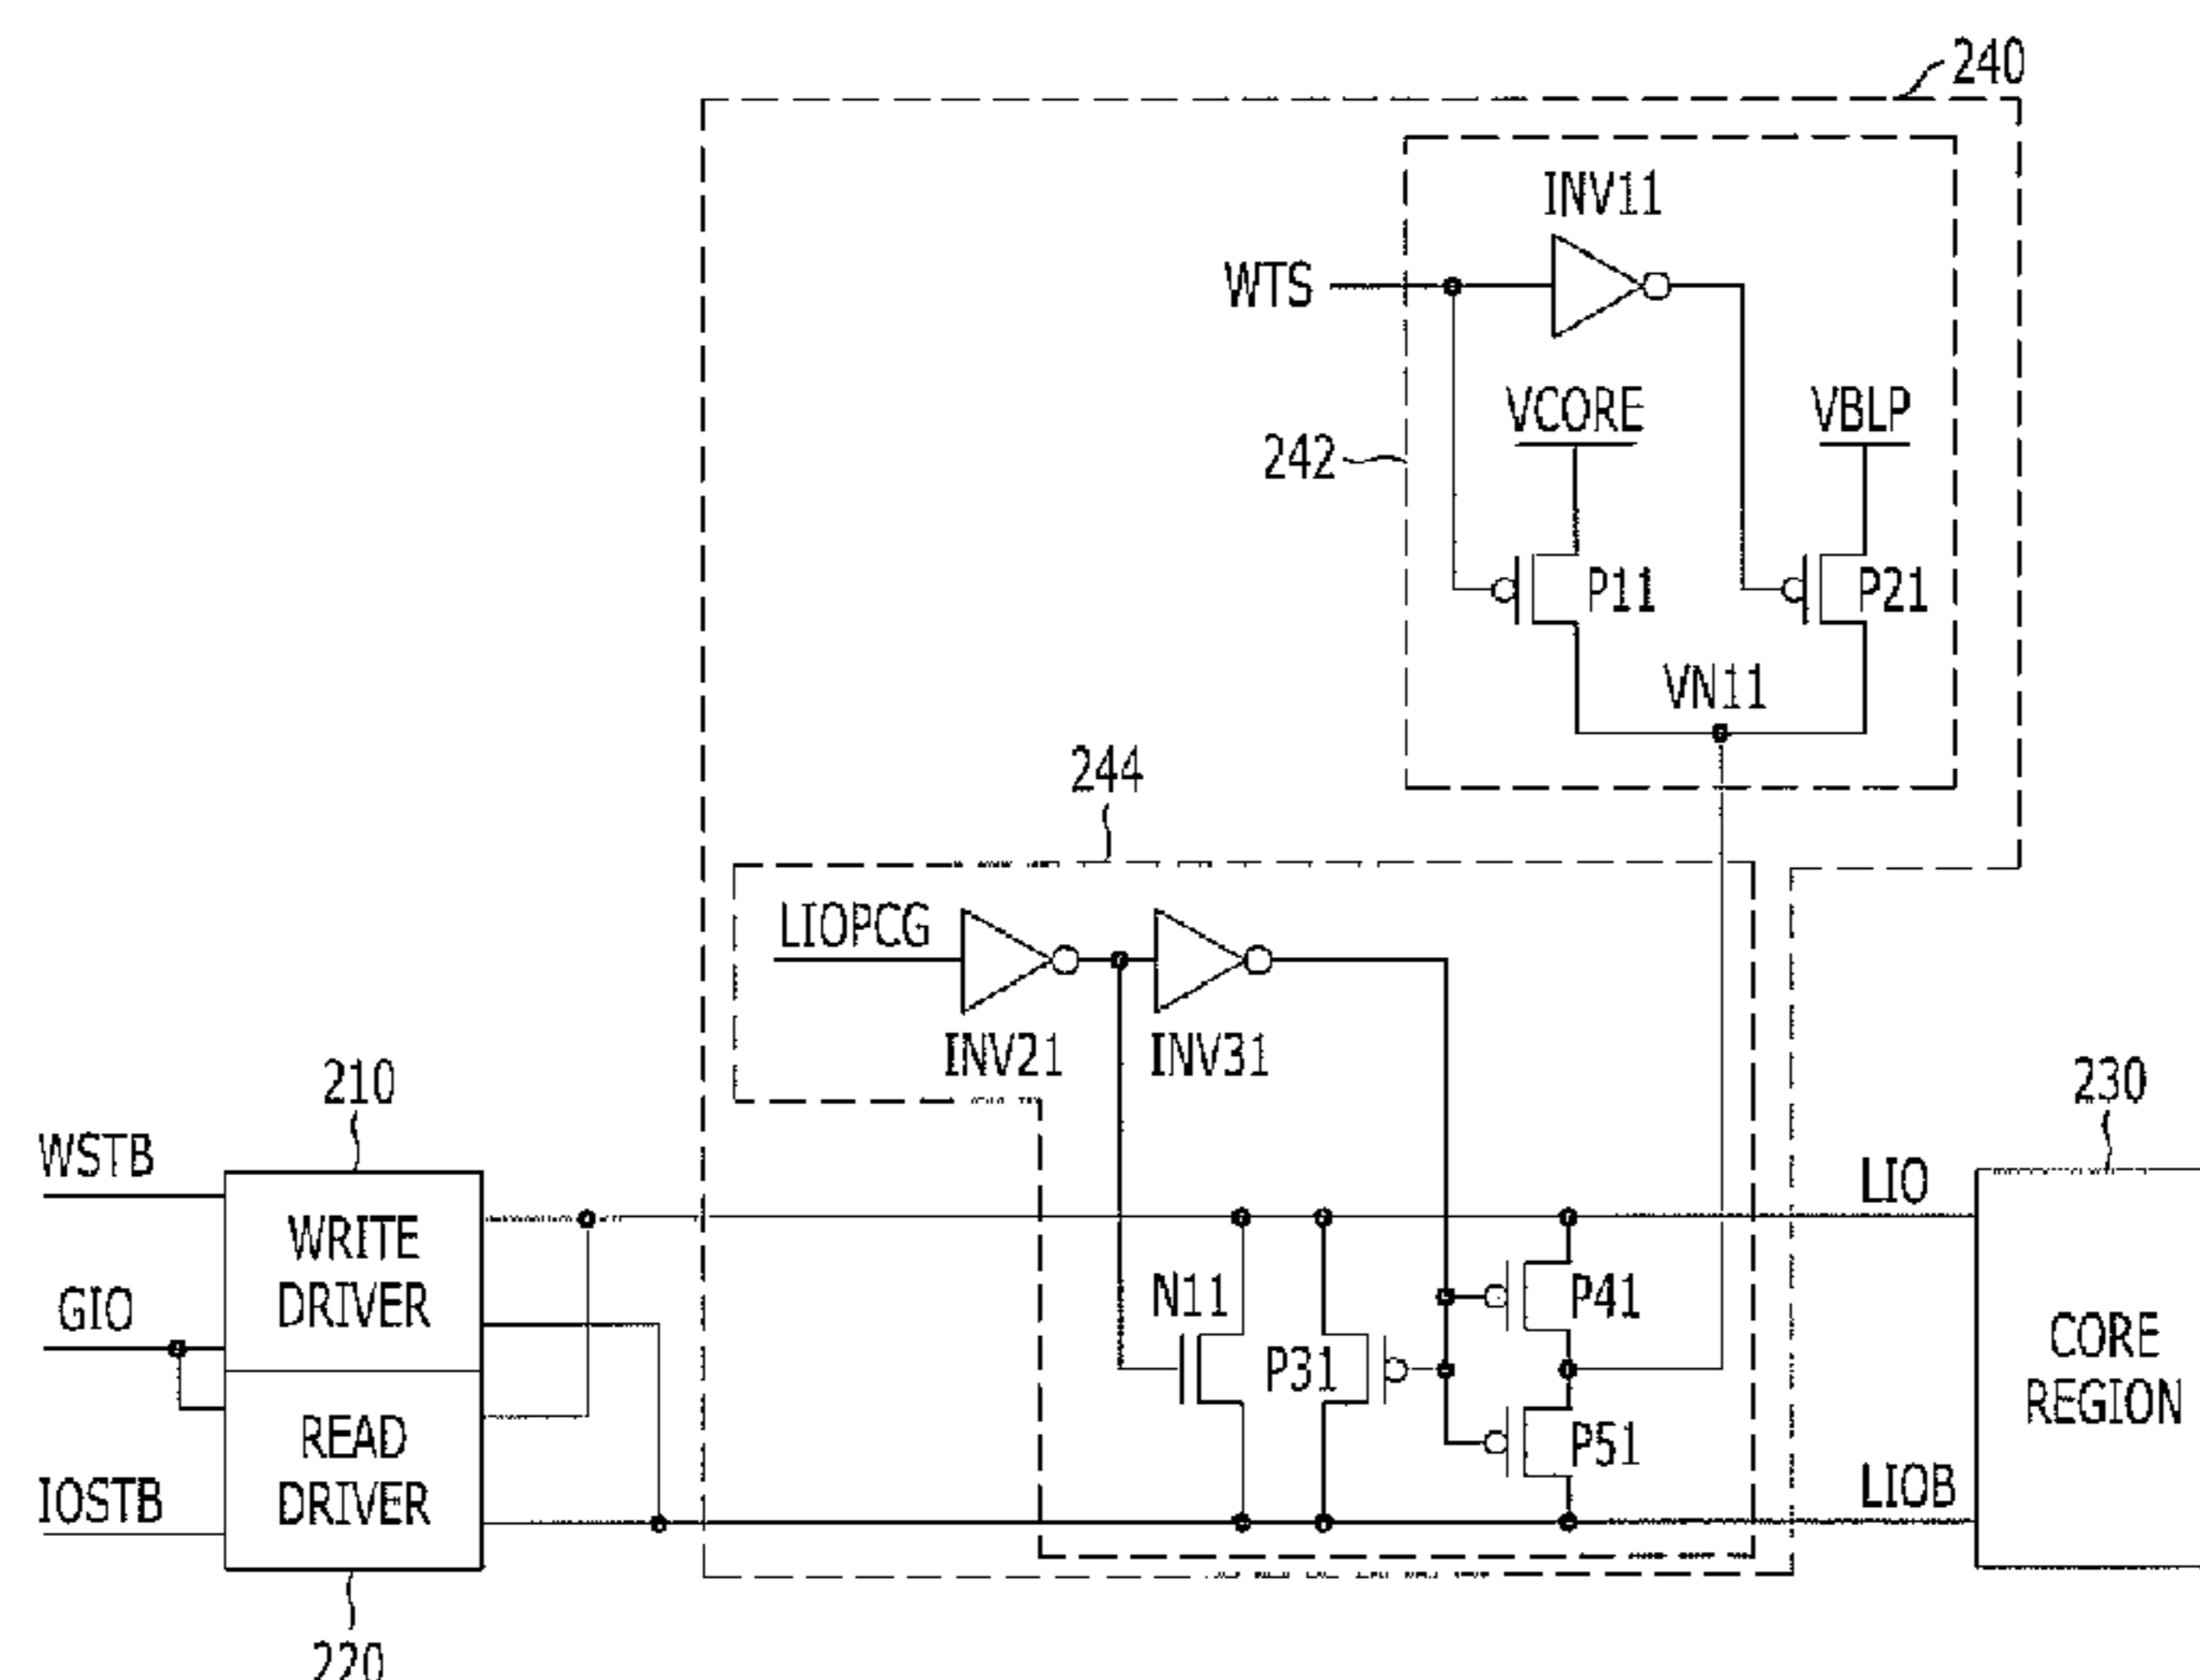 240
INV11
WTS
VCORE
VBLP
242
P11
P21
VN11
244
LIOPCG
INV21
INV31
210
230
WSTB
LIO
WRITE
DRIVER
GIO
N11
P41
P31
CORE
REGION
READ
DRIVER
P51
IOSTB
LIOB
220